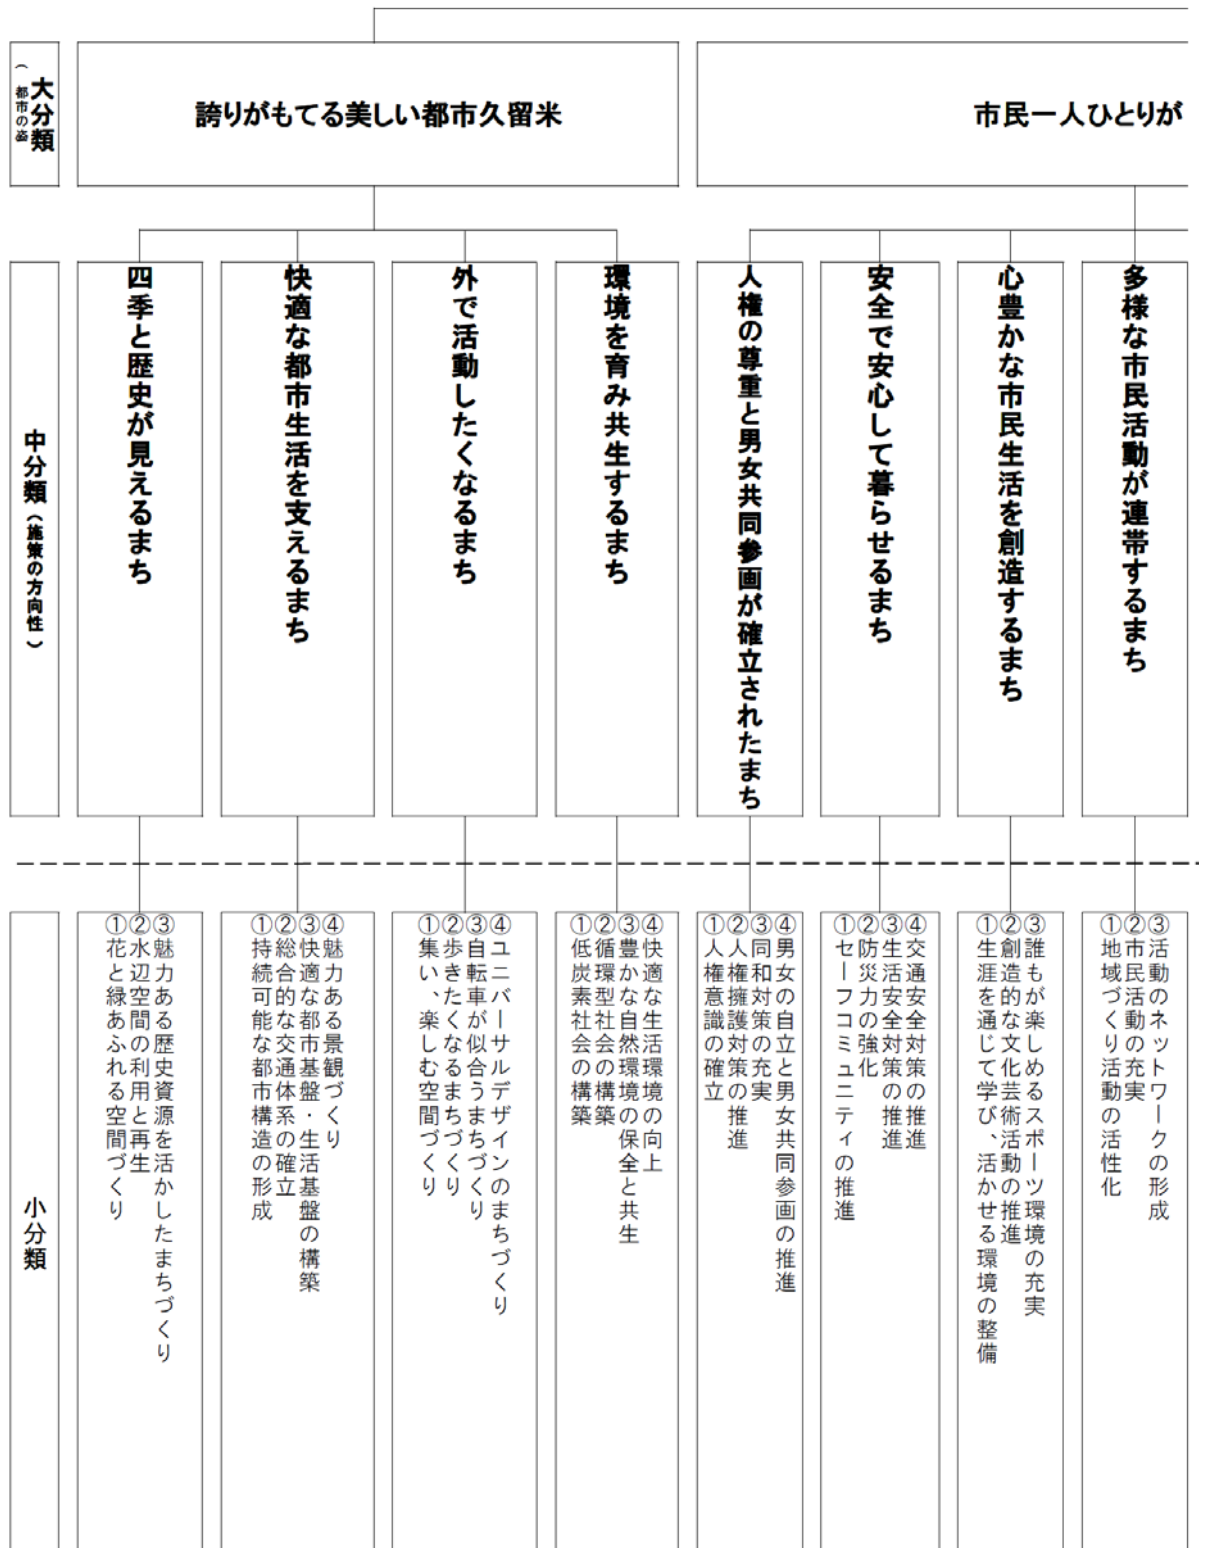 大分類
（都市の姿
誇りがもてる美しい都市久留米
市民一人ひとりが
中分類（施策の方向性）
四季と歴史が見えるまち
快適な都市生活を支えるまち
外で活動したくなるまち
環境を育み共生するまち
人権の尊重と男女共同参画が確立されたまち
安全で安心して暮らせるまち
心豊かな市民生活を創造するまち
多様な市民活動が連帯するまち
小分類
①花と緑あふれる空間づくり
②水辺空間の利用と再生
③魅力ある歴史資源を活かしたまちづくり
①持続可能な都市構造の形成
②総合的な交通体系の確立
③快適な都市基盤・生活基盤の構築
④魅力ある景観づくり
①集い、楽しむ空間づくり
②歩きたくなるまちづくり
③自転車が似合うまちづくり
④ユニバーサルデザインのまちづくり
①低炭素社会の構築
②循環型社会の構築
③豊かな自然環境の保全と共生
④快適な生活環境の向上
①人権意識の確立
②人権擁護対策の推進
③同和対策の充実
④男女の自立と男女共同参画の推進
①セーフコミュニティの推進
②防災力の強化
③生活安全対策の推進
④交通安全対策の推進
①生涯を通じて学び、活かせる環境の整備
②創造的な文化芸術活動の推進
③誰もが楽しめるスポーツ環境の充実
①地域づくり活動の活性化
②市民活動の充実
③活動のネットワークの形成